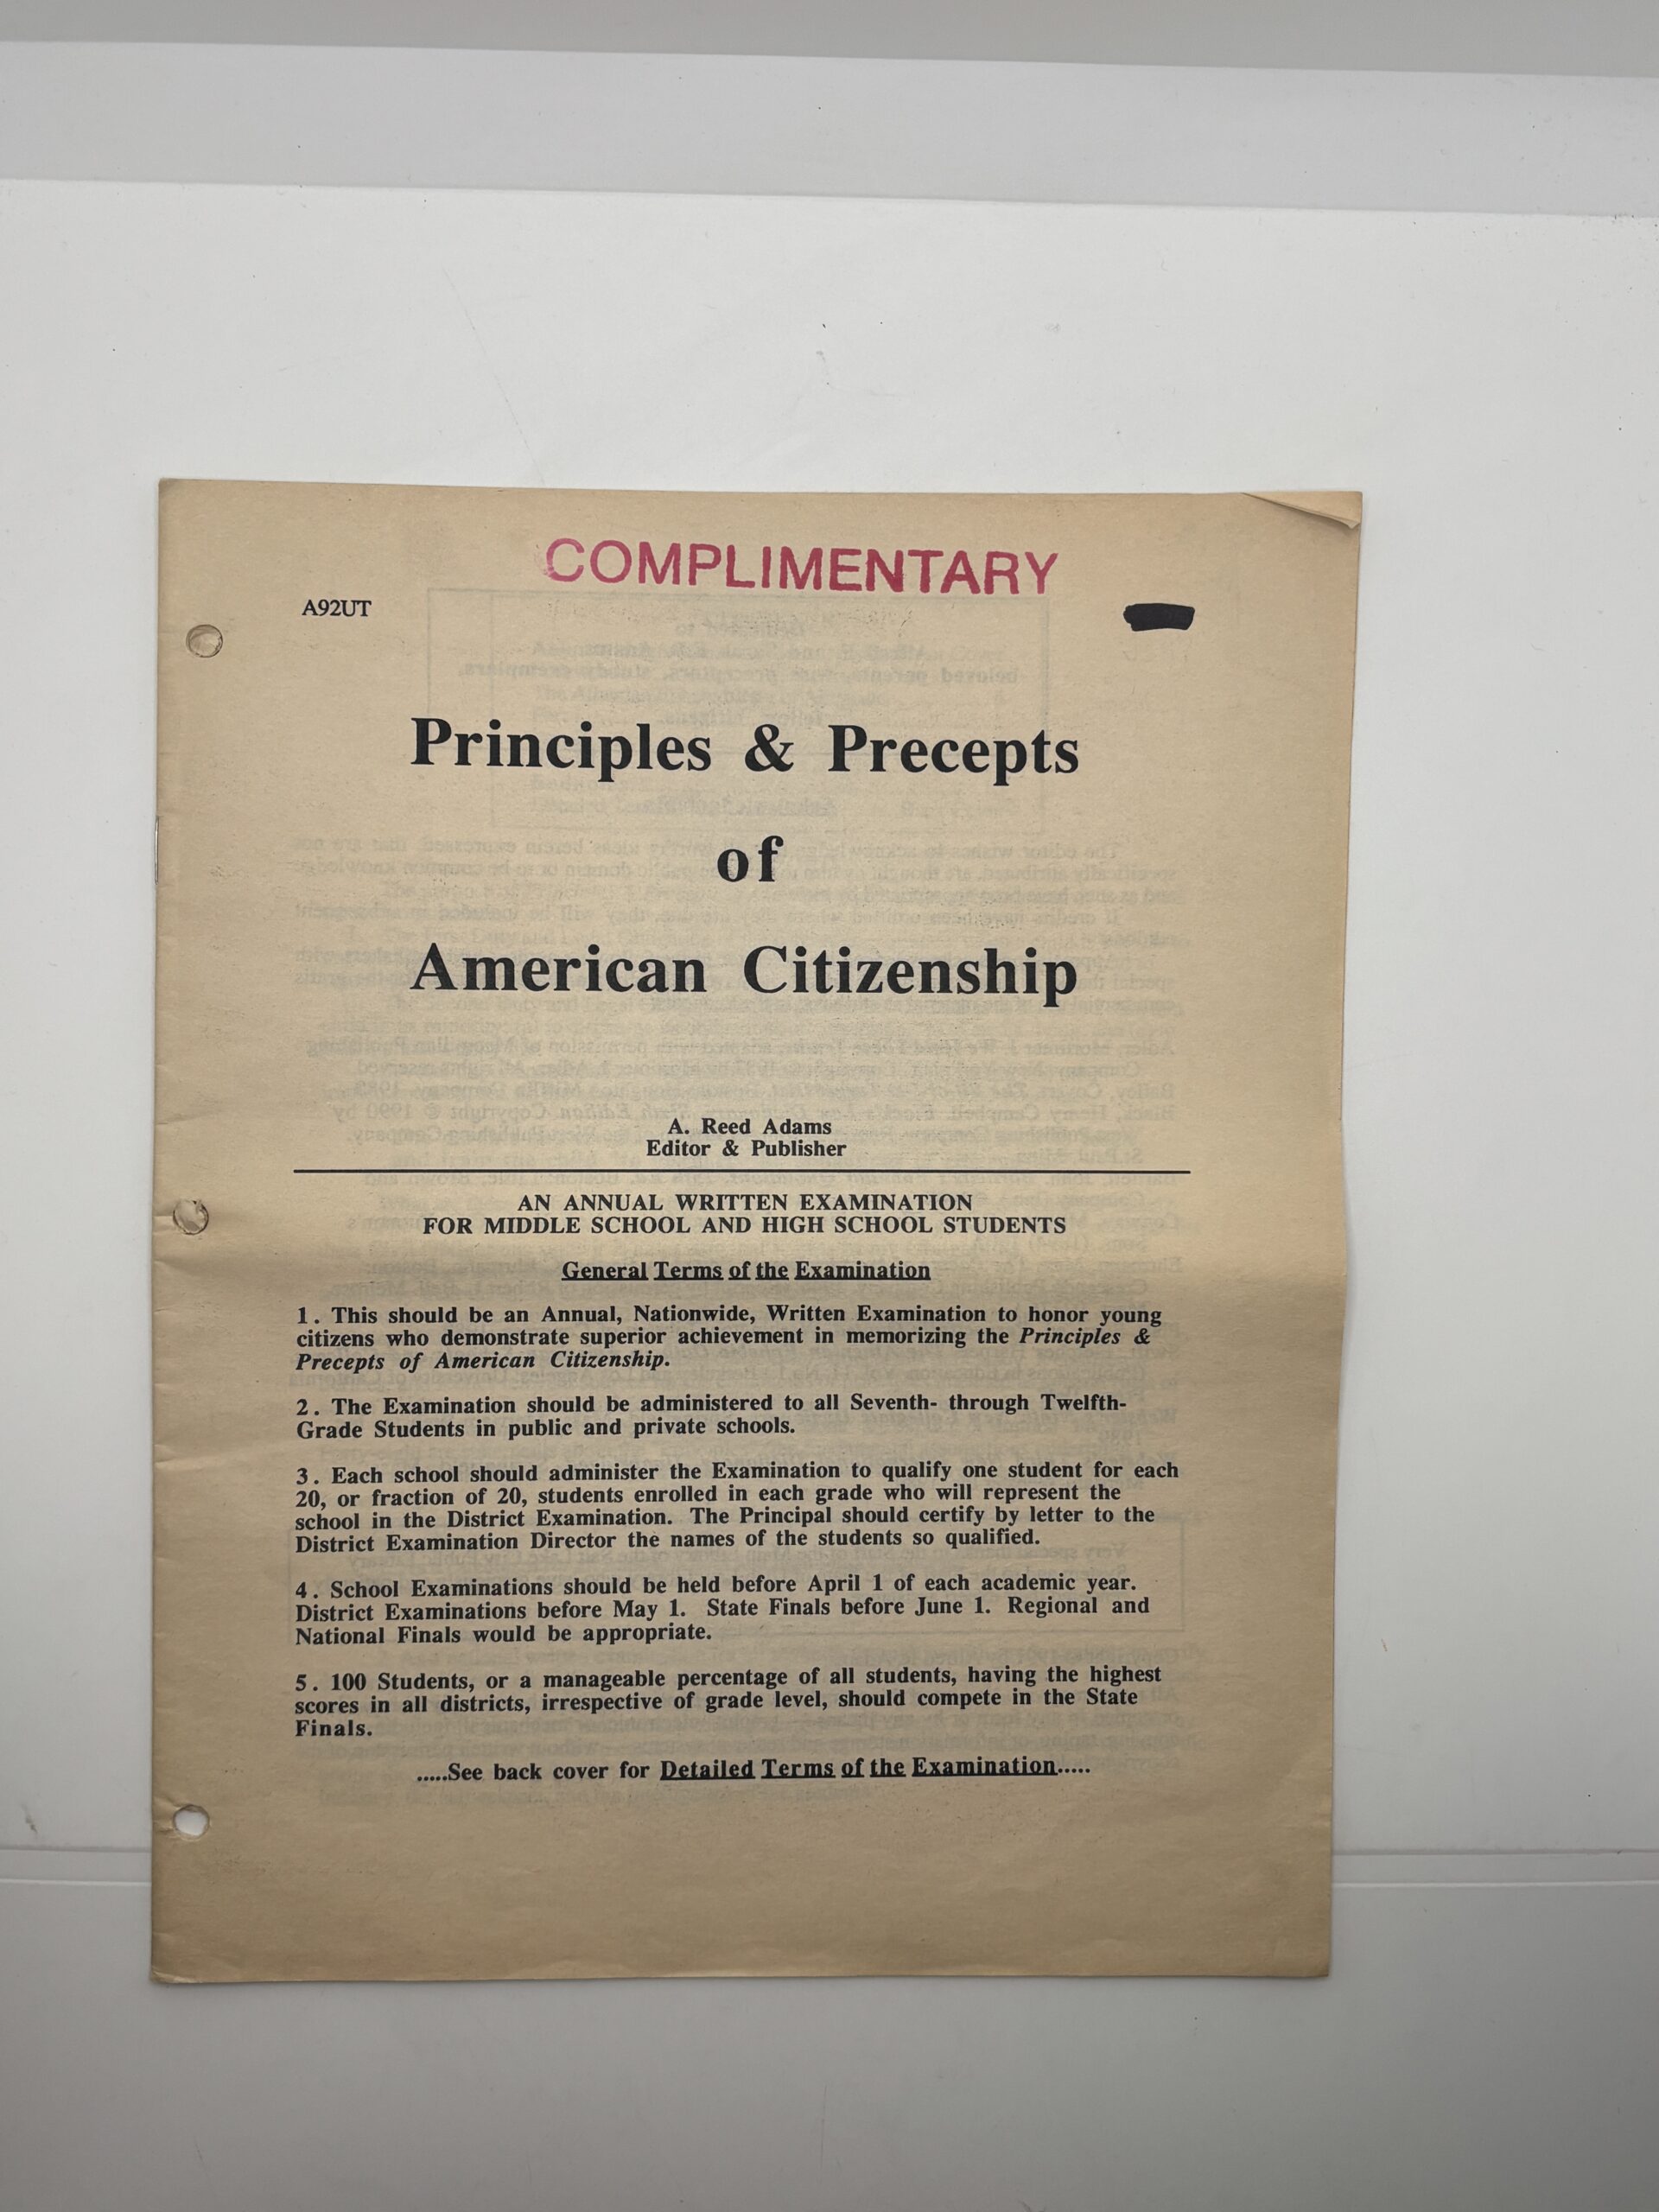 COMPLIMENTARY
A92UT
Principles & Precepts
of
American Citizenship
A. Reed Adams
Editor & Publisher
AN ANNUAL WRITTEN EXAMINATION
FOR MIDDLE SCHOOL AND HIGH SCHOOL STUDENTS
General Terms of the Examination
1. This should be an Annual, Nationwide, Written Examination to honor young
citizens who demonstrate superior achievement in memorizing the Principles &
Precepts of American Citizenship.
2. The Examination should be administered to all Seventh- through Twelfth-
Grade Students in public and private schools.
3. Each school should administer the Examination to qualify one student for each
20, or fraction of 20, students enrolled in each grade who will represent the
school in the District Examination. The Principal should certify by letter to the
District Examination Director the names of the students so qualified.
4. School Examinations should be held before April 1 of each academic year.
District Examinations before May 1. State Finals before June 1. Regional and
National Finals would be appropriate.
5. 100 Students, or a manageable percentage of all students, having the highest
scores in all districts, irrespective of grade level, should compete in the State
Finals.
.....See back cover for Detailed Terms of the Examination.....